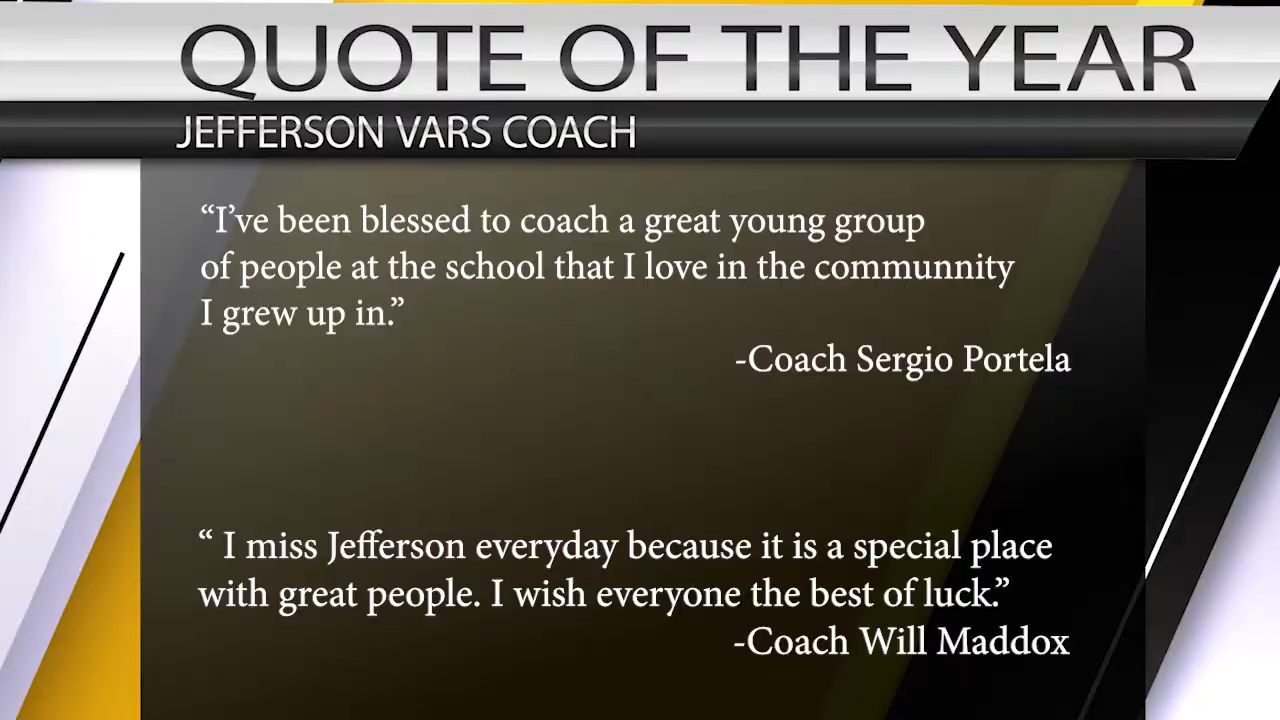 QUOTE OF THE YEAR
JEFFERSON VARS COACH
“I’ve been blessed to coach a great young group
of people at the school that I love in the communnity
I grew up in.”
-Coach Sergio Portela
“ I miss Jefferson everyday because it is a special place
with great people. I wish everyone the best of luck.”
-Coach Will Maddox